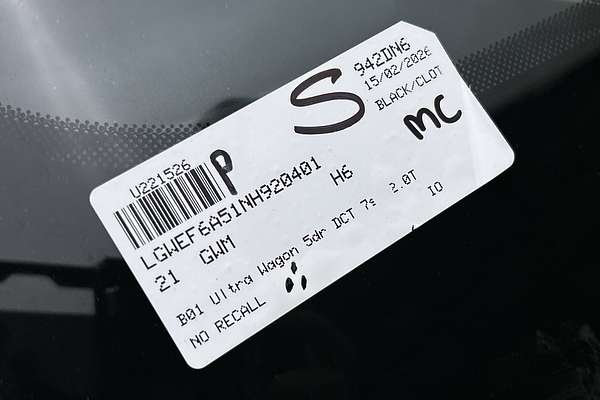 942DN6
15/02/2026
BLACK/CLOT
S
MC
U221526
P
LGWEF6A51NH920401
21 GWM H6
B01 Ultra Wagon 5dr DCT 7s 2.0T IO
NO RECALL